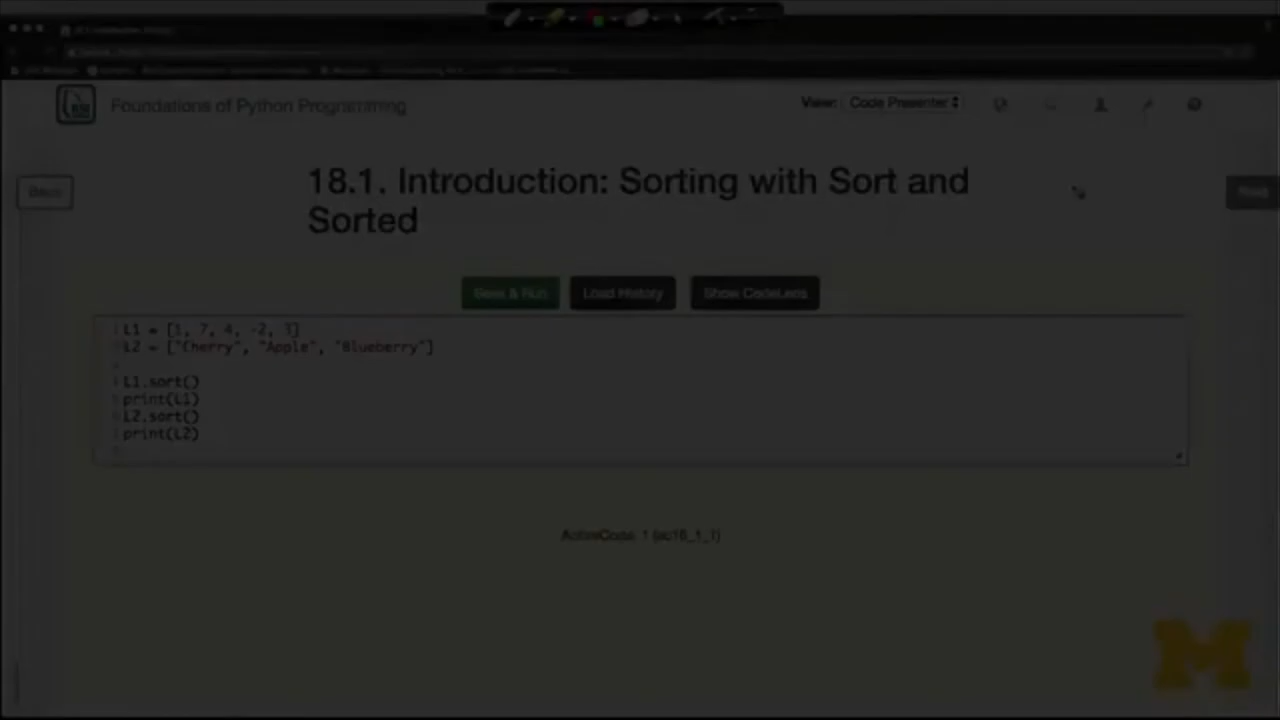 Foundations of Python Programming
View: Code Presenter
18.1. Introduction: Sorting with Sort and
Sorted
Back
Save & Run
Load History
Show CodeLens
L1 = [1, 7, 4, -2, 3]
L2 = ["Cherry", "Apple", "Blueberry"]
L1.sort()
print(L1)
L2.sort()
print(L2)
ActiveCode: 1 (ac18_1_1)
M